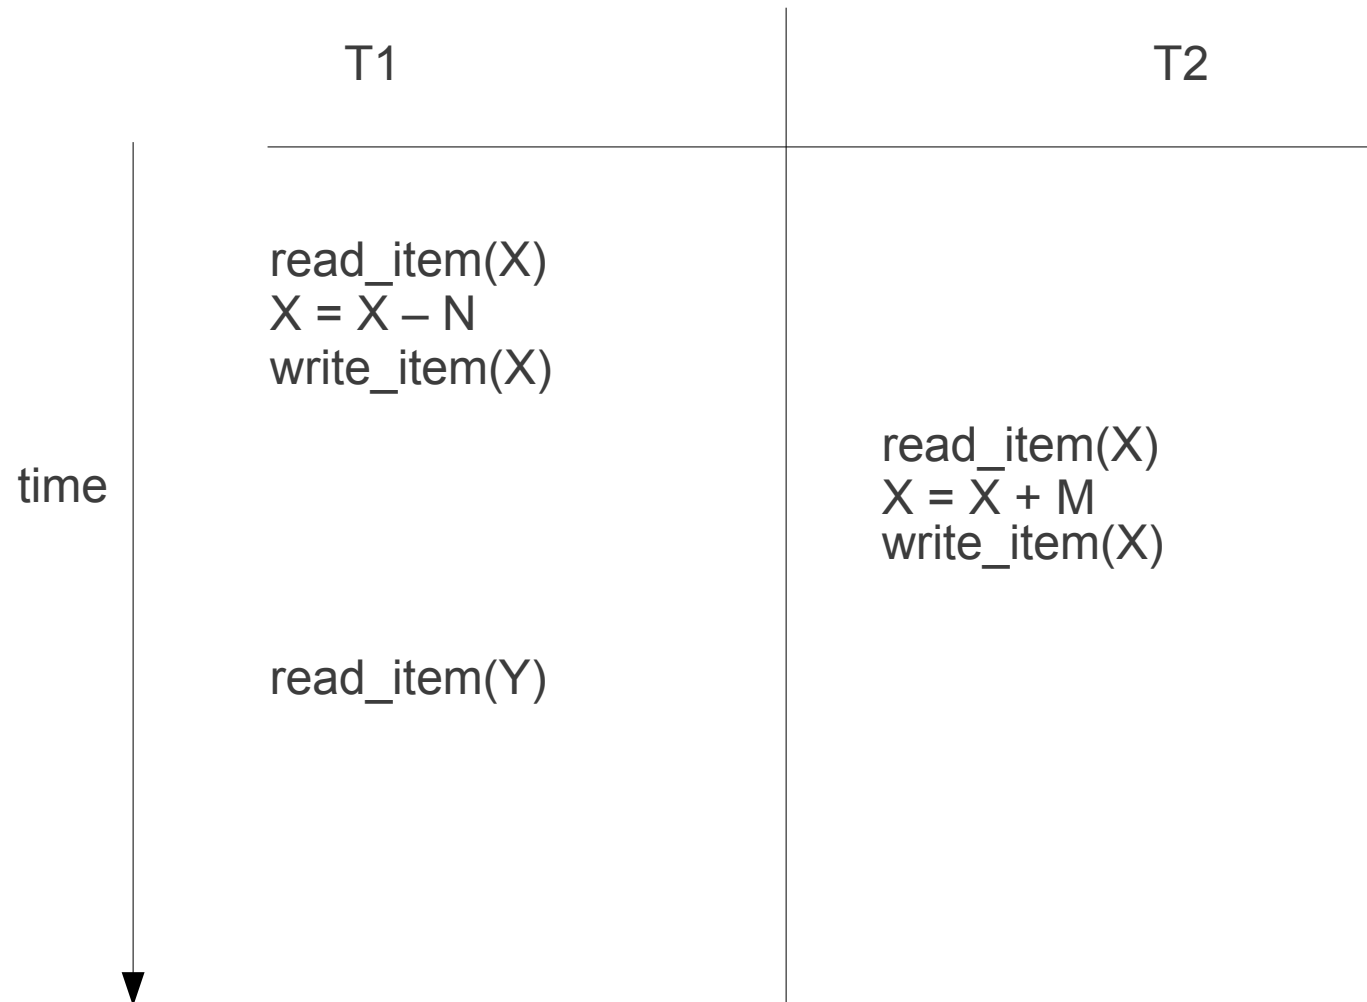 T1
T2
read_item(X)
X = X – N
write_item(X)
read_item(X)
time
X = X + M
write_item(X)
read_item(Y)